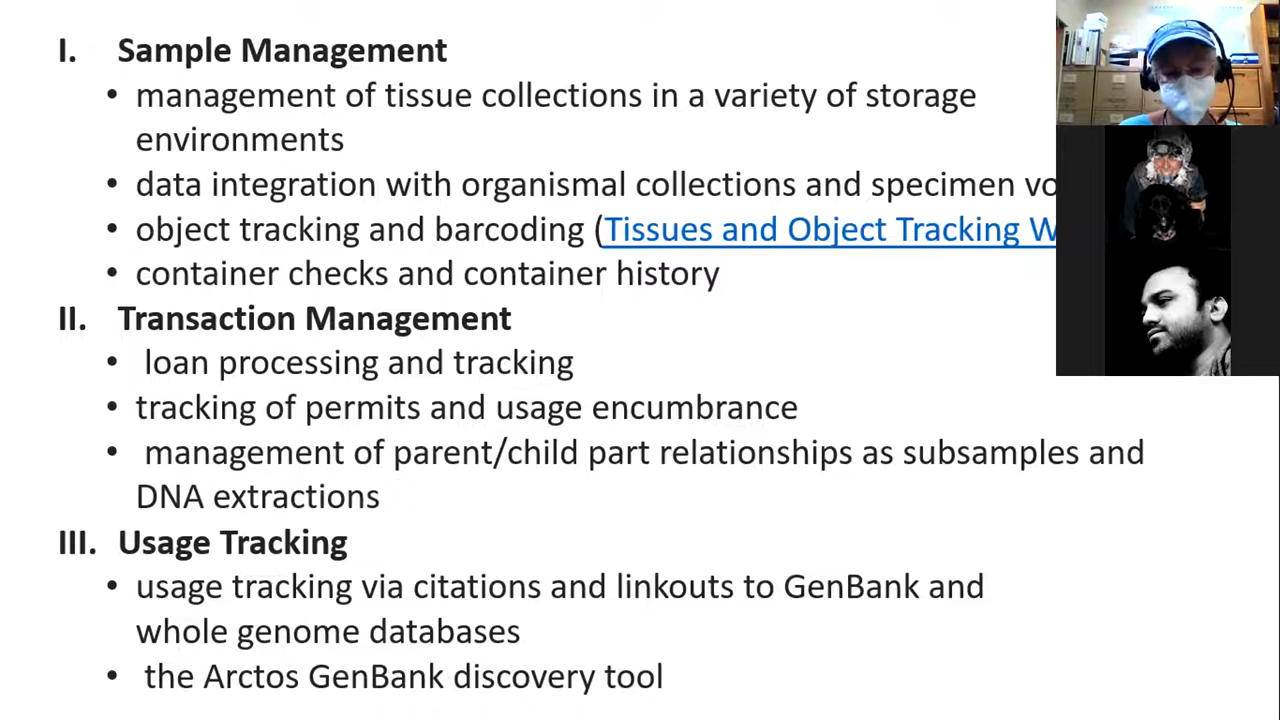 I. Sample Management
• management of tissue collections in a variety of storage
environments
• data integration with organismal collections and specimen
• object tracking and barcoding (Tissues and Object Tracking
• container checks and container history
II. Transaction Management
• loan processing and tracking
• tracking of permits and usage encumbrance
• management of parent/child part relationships as subsamples and
DNA extractions
III. Usage Tracking
• usage tracking via citations and linkouts to GenBank and
whole genome databases
• the Arctos GenBank discovery tool